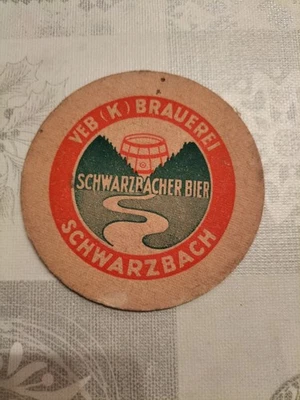 VEB (K) BRAUEREI
SCHWARZBACHER BIER
SCHWARZBACH